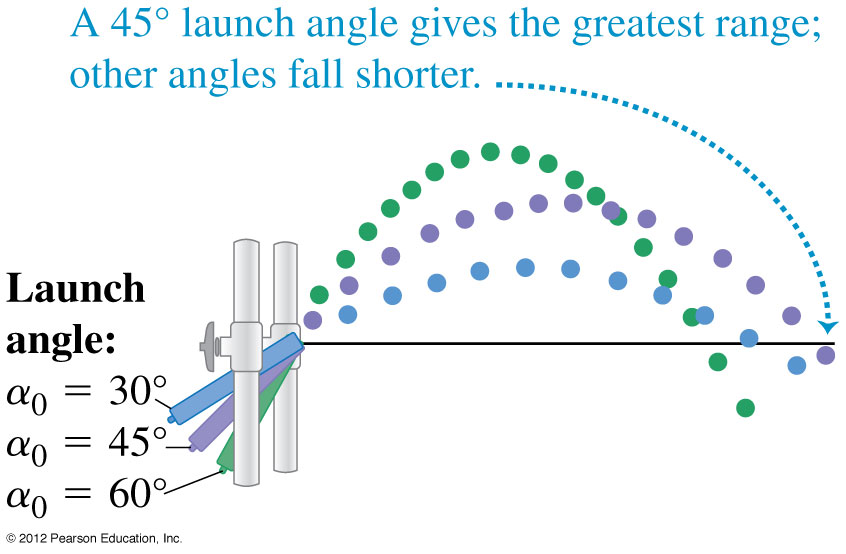 A 45° launch angle gives the greatest range;
other angles fall shorter.
Launch
angle:
α₀ = 30°
α₀ = 45°
α₀ = 60°
© 2012 Pearson Education, Inc.